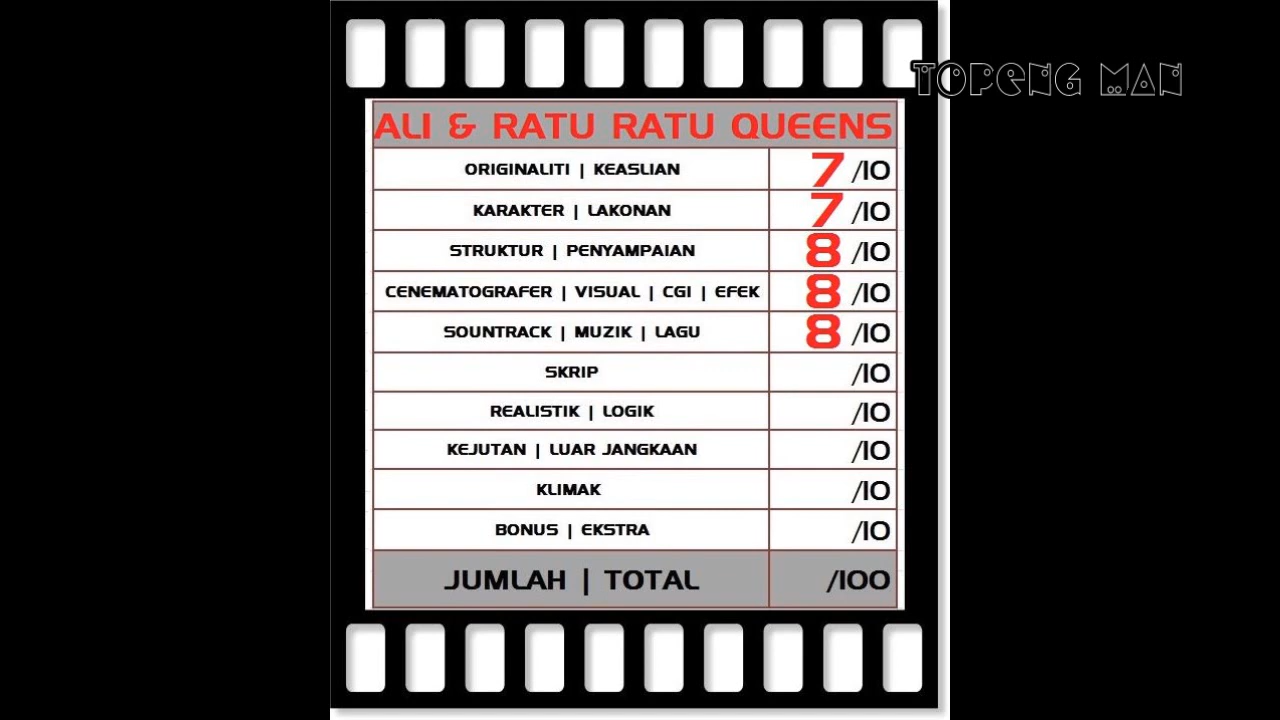 TOPENG MAN
ALI & RATU RATU QUEENS
ORIGINALITI | KEASLIAN 7 /10
KARAKTER | LAKONAN 7 /10
STRUKTUR | PENYAMPAIAN 8 /10
CENEMATOGRAFER | VISUAL | CGI | EFEK 8 /10
SOUNTRACK | MUZIK | LAGU 8 /10
SKRIP /10
REALISTIK | LOGIK /10
KEJUTAN | LUAR JANGKAAN /10
KLIMAK /10
BONUS | EKSTRA /10
JUMLAH | TOTAL /100